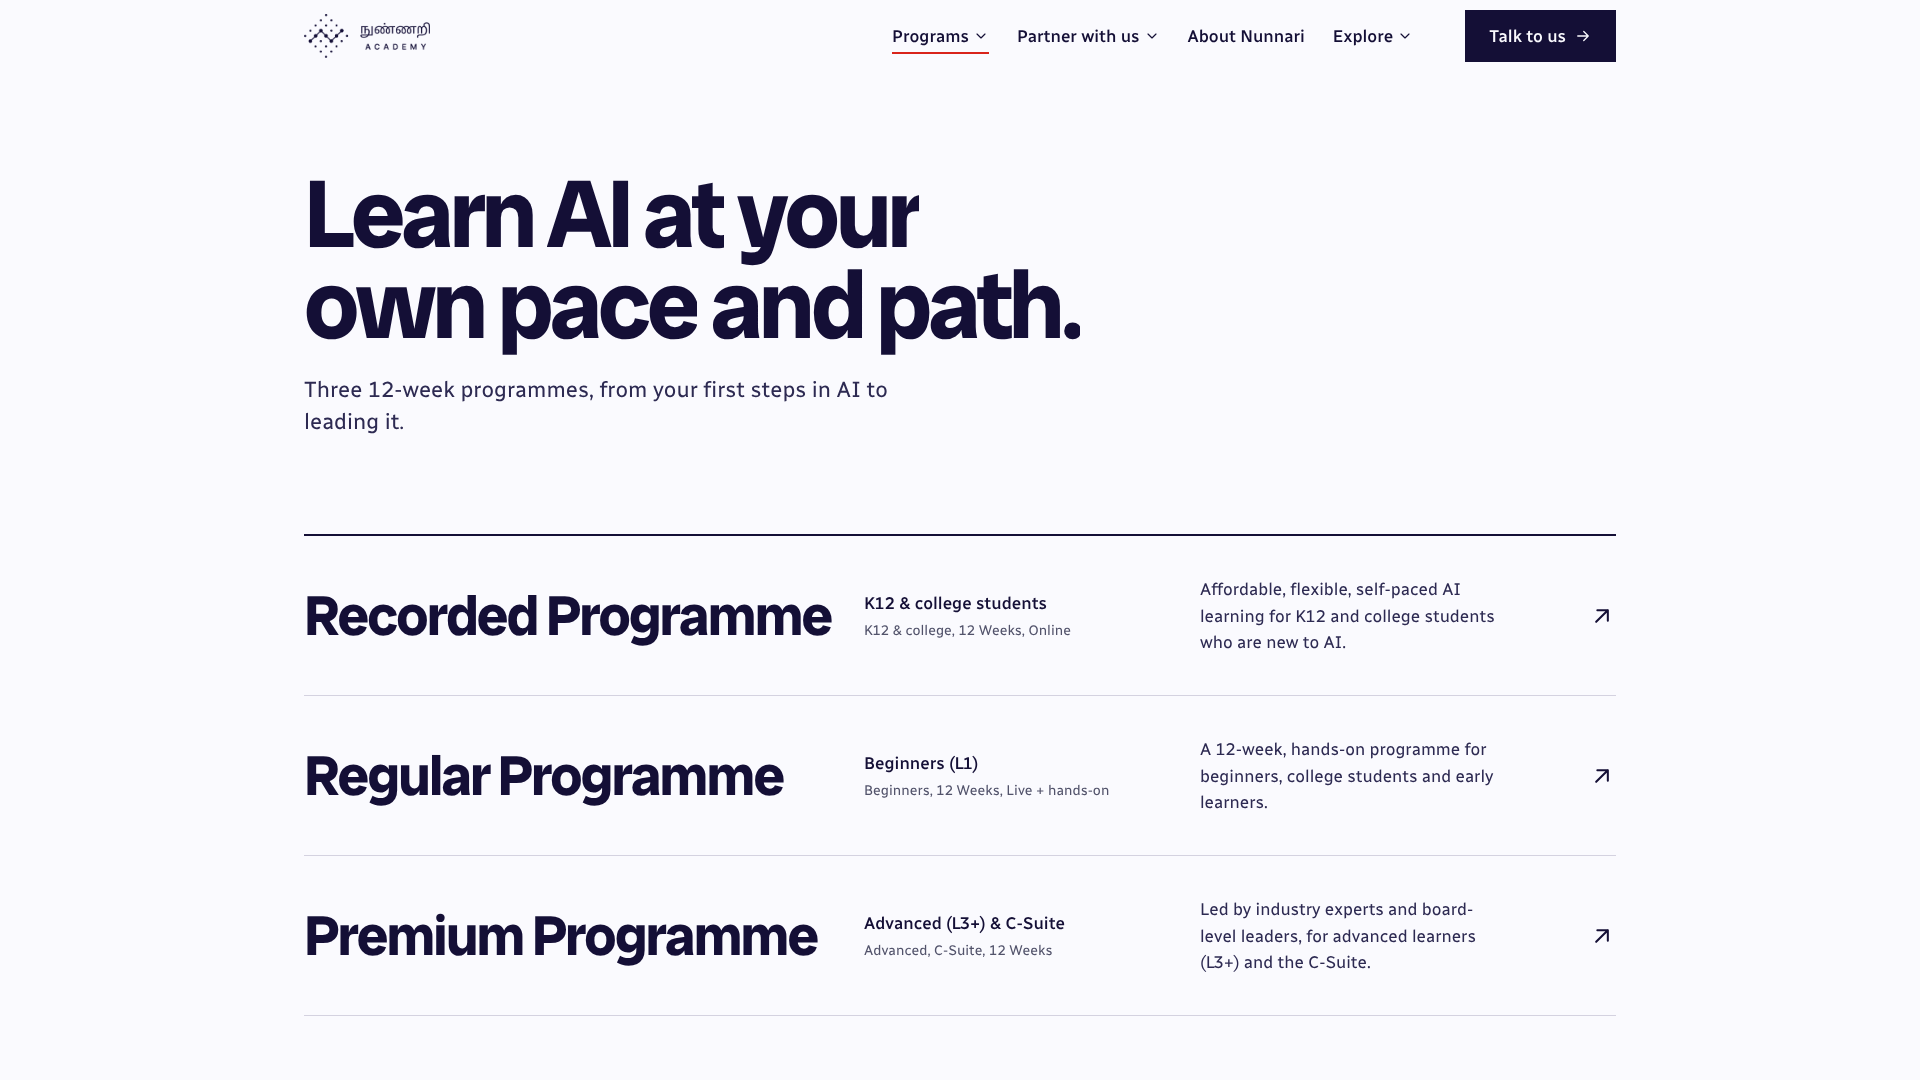 நுண்ணறி
ACADEMY
Programs
Partner with us
About Nunnari
Explore
Talk to us
Learn AI at your
own pace and path.
Three 12-week programmes, from your first steps in AI to
leading it.
Recorded Programme
K12 & college students
K12 & college, 12 Weeks, Online
Affordable, flexible, self-paced AI
learning for K12 and college students
who are new to AI.
Regular Programme
Beginners (L1)
Beginners, 12 Weeks, Live + hands-on
A 12-week, hands-on programme for
beginners, college students and early
learners.
Premium Programme
Advanced (L3+) & C-Suite
Advanced, C-Suite, 12 Weeks
Led by industry experts and board-
level leaders, for advanced learners
(L3+) and the C-Suite.